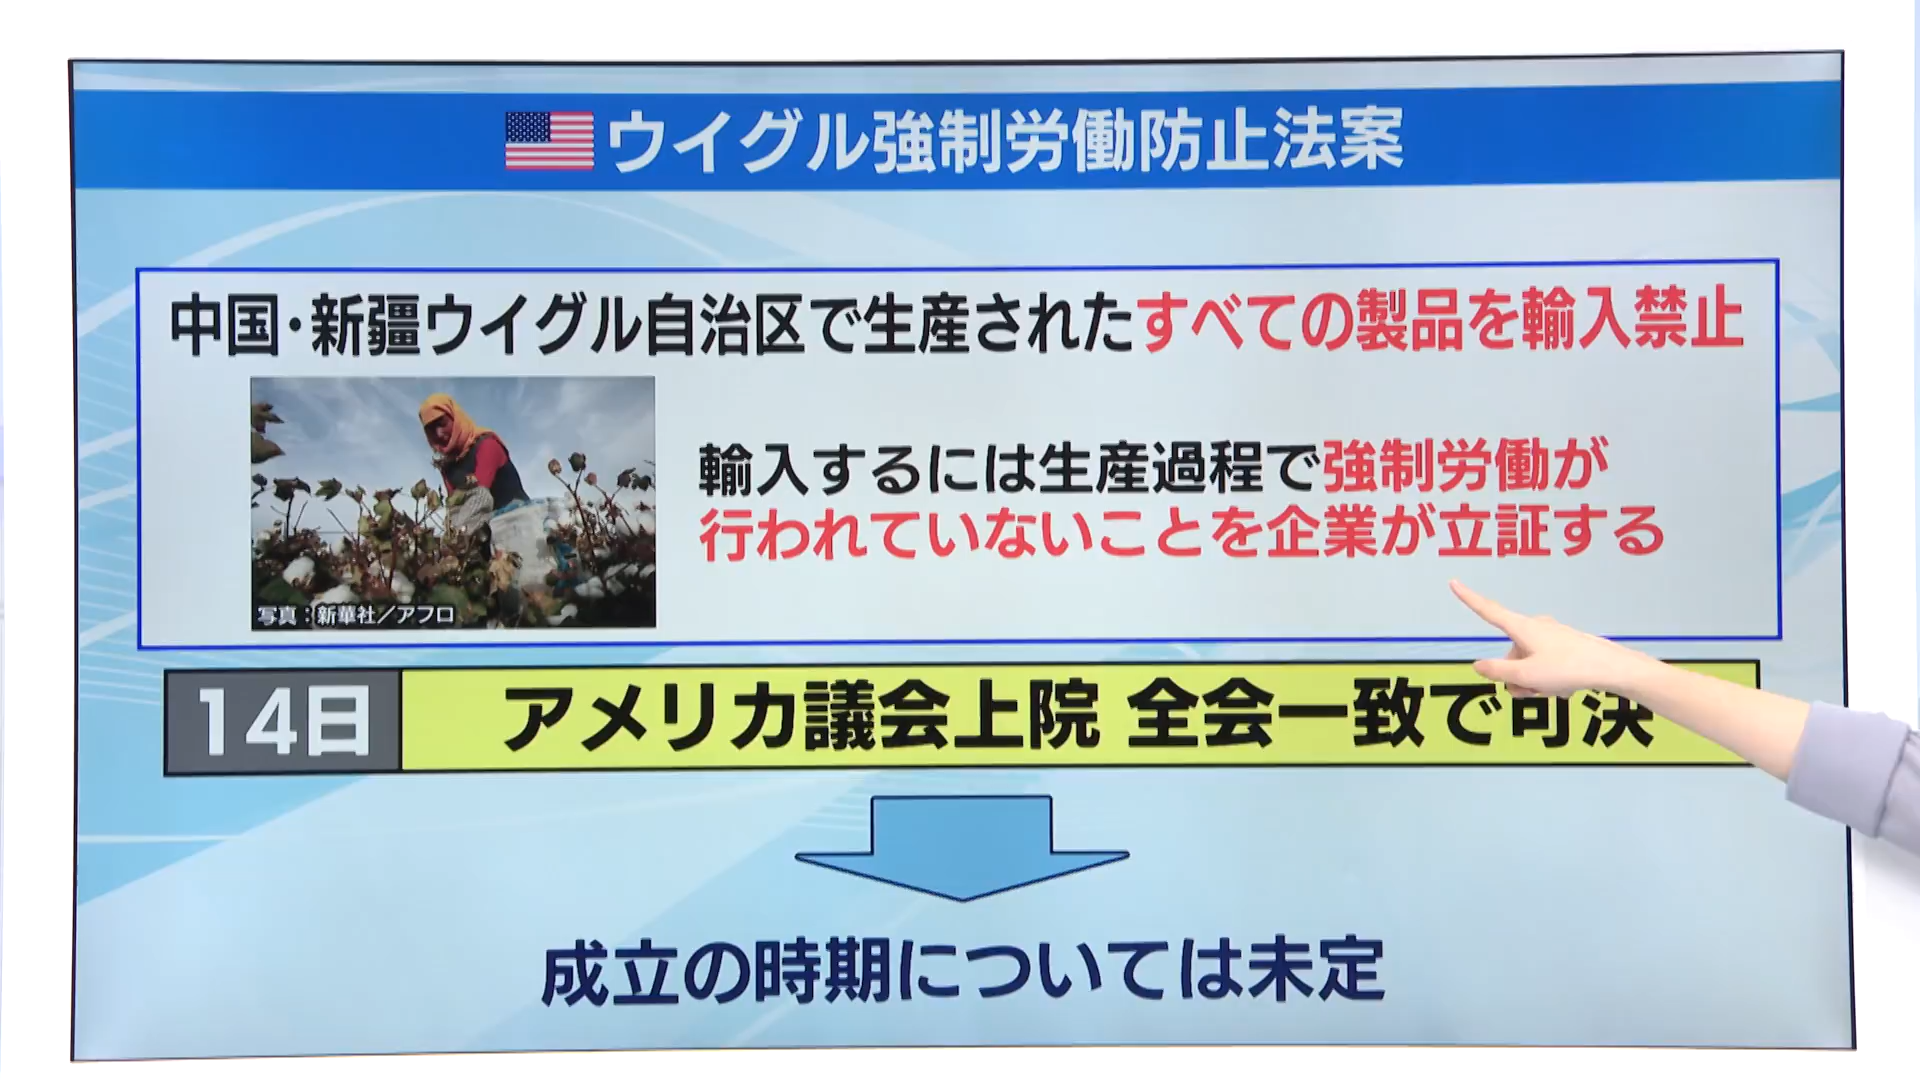 ウイグル強制労働防止法案
中国・新疆ウイグル自治区で生産されたすべての製品を輸入禁止
輸入するには生産過程で強制労働が
行われていないことを企業が立証する
写真：新華社／アフロ
14日 アメリカ議会上院 全会一致で可決
成立の時期については未定